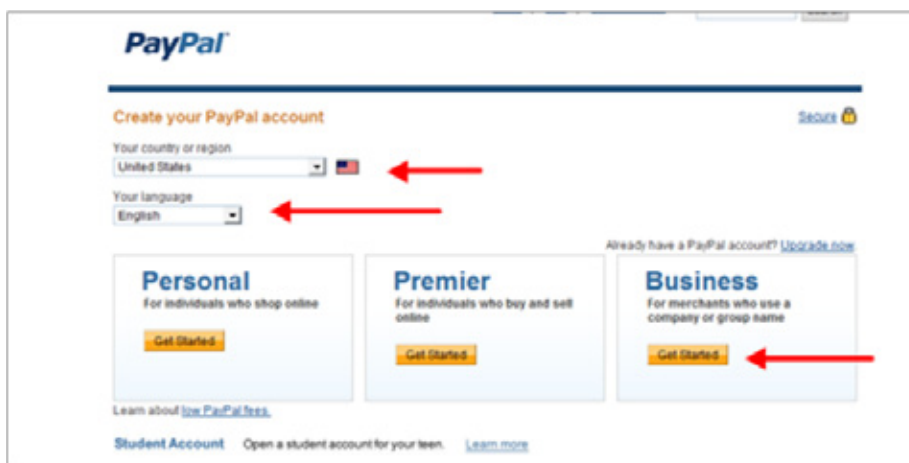 PayPal
Create your PayPal account
Secure
Your country or region
United States
Your language
English
Already have a PayPal account? Upgrade now.
Personal
For individuals who shop online
Get Started
Premier
For individuals who buy and sell
online
Get Started
Business
For merchants who use a
company or group name
Get Started
Learn about low PayPal fees.
Student Account Open a student account for your teen. Learn more